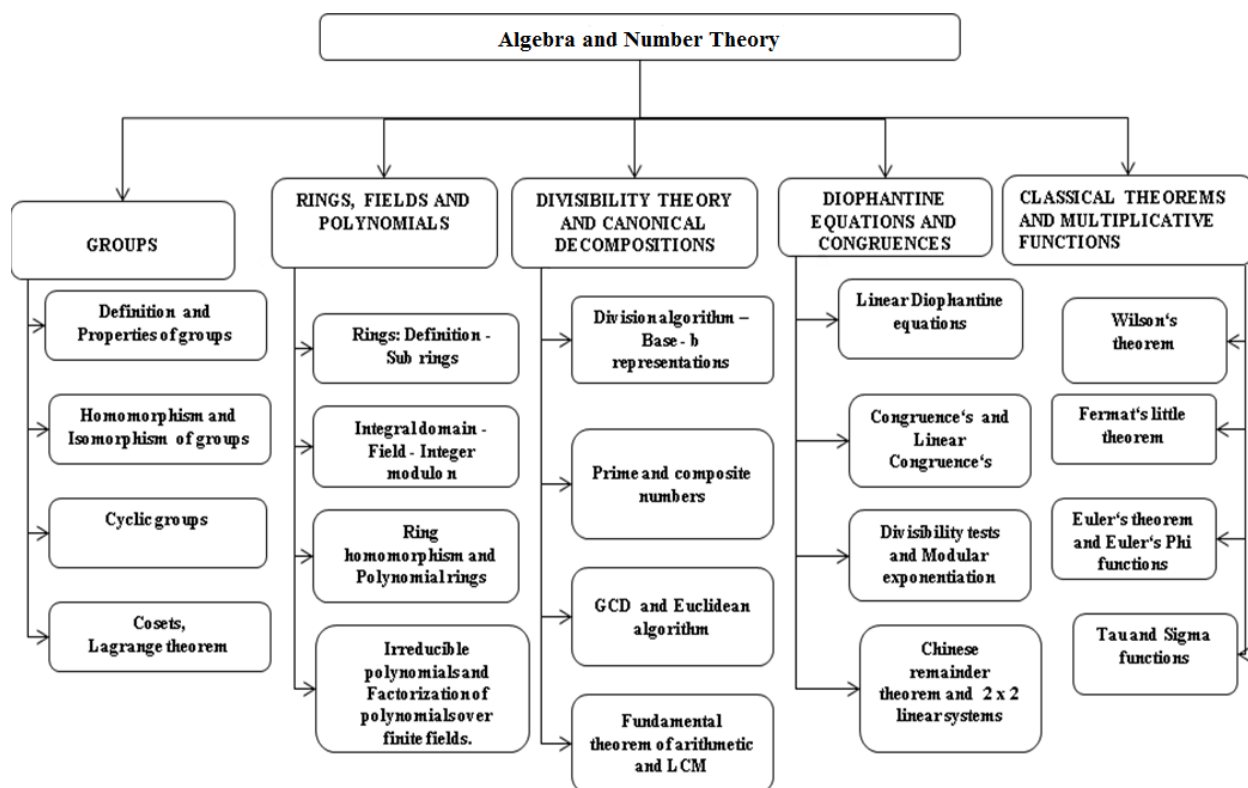 Algebra and Number Theory
GROUPS
Definition and
Properties of groups
Homomorphism and
Isomorphism of groups
Cyclic groups
Cosets,
Lagrange theorem
RINGS, FIELDS AND
POLYNOMIALS
Rings: Definition -
Sub rings
Integral domain -
Field - Integer
modulo n
Ring
homomorphism and
Polynomial rings
Irreducible
polynomials and
Factorization of
polynomials over
finite fields.
DIVISIBILITY THEORY
AND CANONICAL
DECOMPOSITIONS
Division algorithm –
Base - b
representations
Prime and composite
numbers
GCD and Euclidean
algorithm
Fundamental
theorem of arithmetic
and LCM
DIOPHANTINE
EQUATIONS AND
CONGRUENCES
Linear Diophantine
equations
Congruence‘s and
Linear
Congruence‘s
Divisibility tests
and Modular
exponentiation
Chinese
remainder
theorem and 2 x 2
linear systems
CLASSICAL THEOREMS
AND MULTIPLICATIVE
FUNCTIONS
Wilson‘s
theorem
Fermat‘s little
theorem
Euler‘s theorem
and Euler‘s Phi
functions
Tau and Sigma
functions